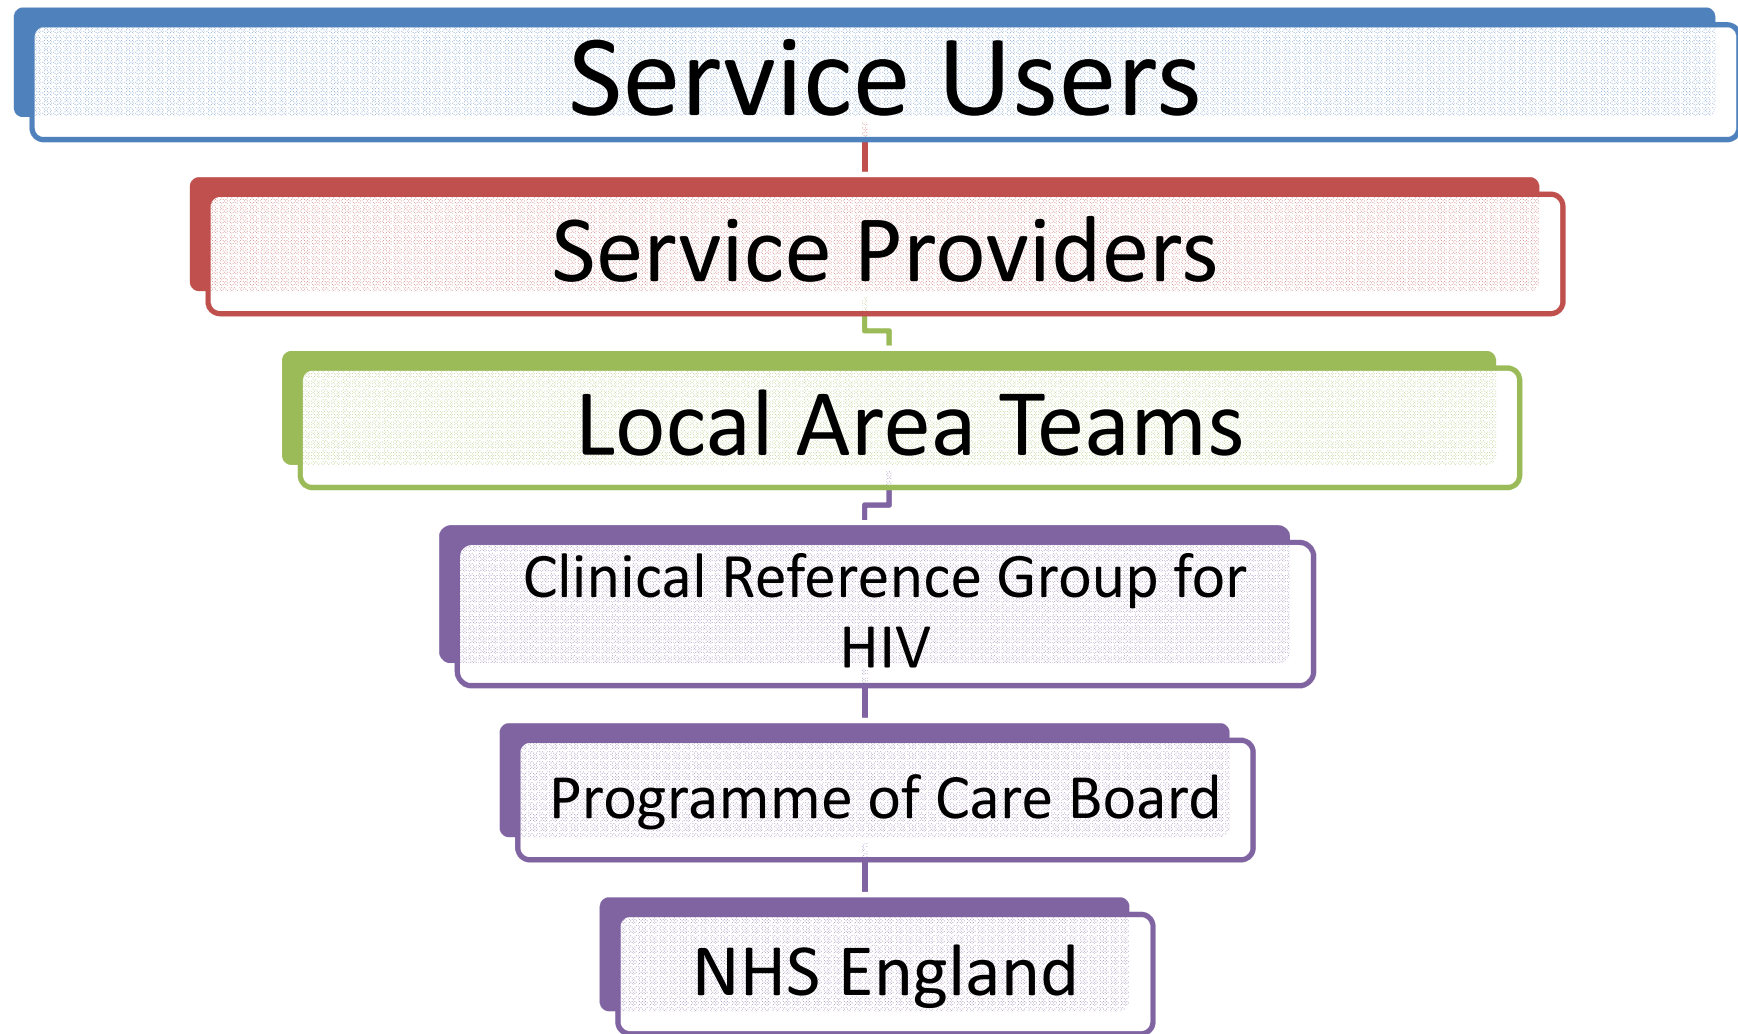 Service Users
Service Providers
Local Area Teams
Clinical Reference Group for
HIV
Programme of Care Board
NHS England